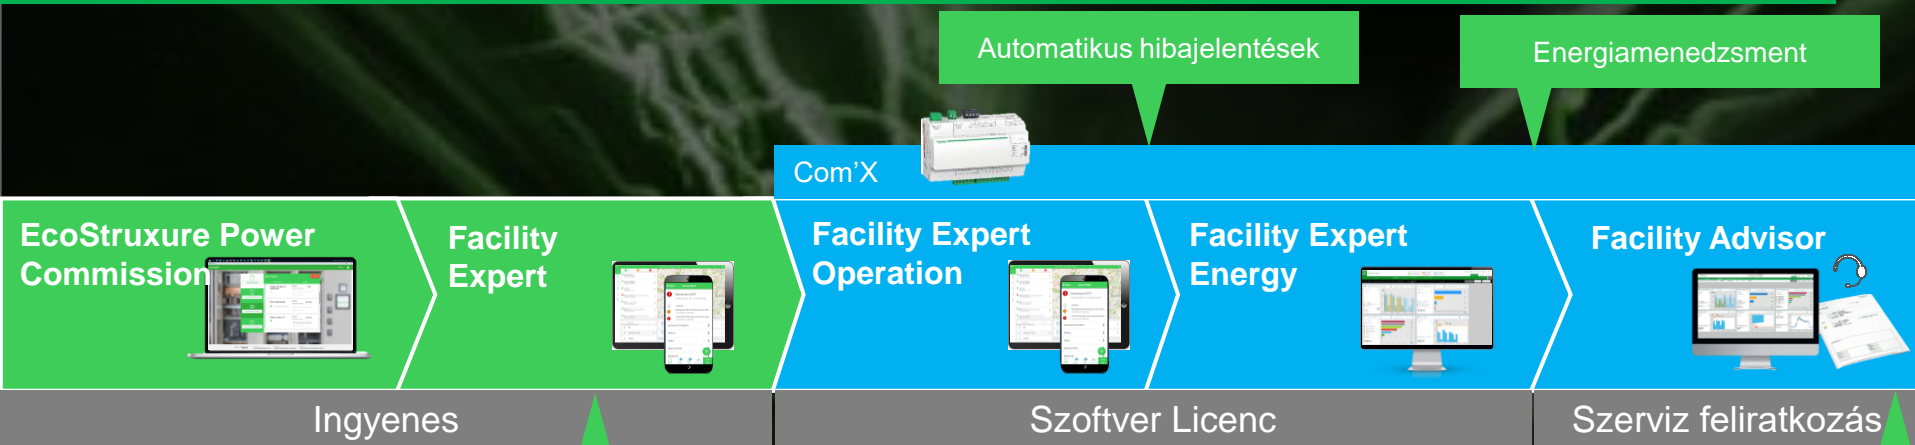 Automatikus hibajelentések
Energiamenedzsment
Com’X
EcoStruxure Power
Commission
Facility
Expert
Facility Expert
Operation
Facility Expert
Energy
Facility Advisor
Ingyenes
Szoftver Licenc
Szerviz feliratkozás